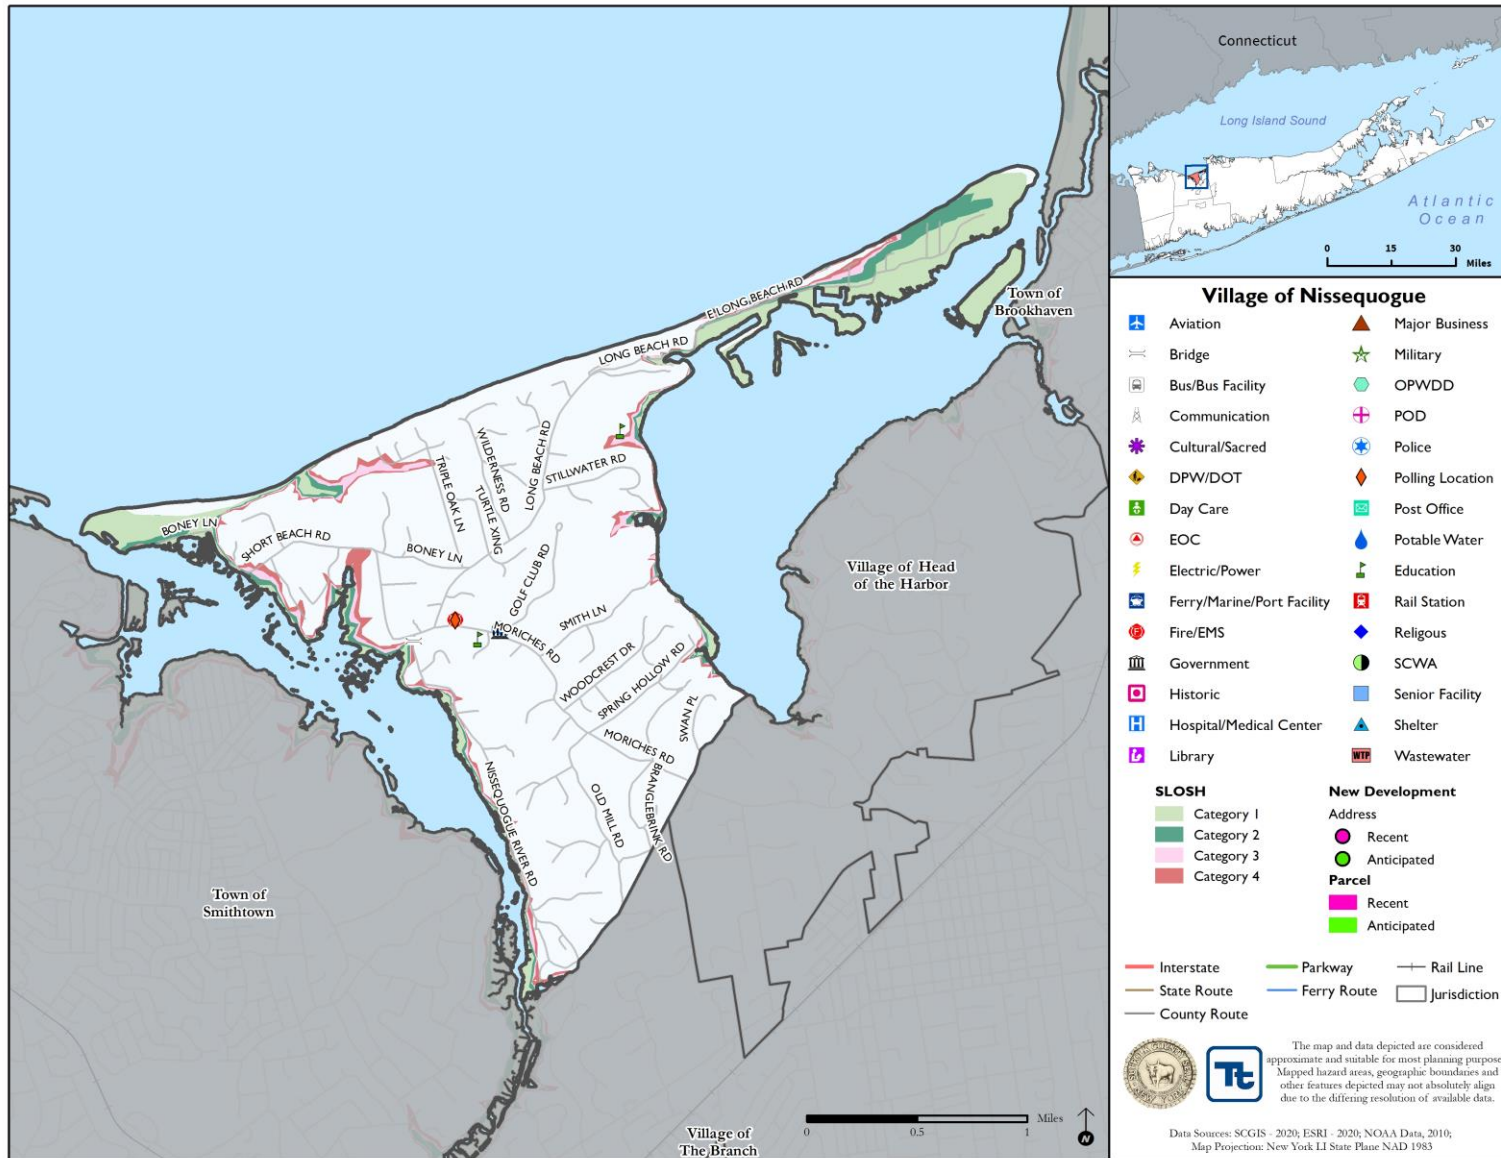 Town of
Brookhaven
E LONG BEACH RD
LONG BEACH RD
WILDERNESS RD
LONG BEACH RD
TRIPLE OAK LN
TURTLE XING
STILLWATER RD
BONEY LN
SHORT BEACH RD
BONEY LN
GOLF CLUB RD
Village of Head
of the Harbor
SMITH LN
MORICHES RD
WOODCREST DR
SPRING HOLLOW RD
SWAN PL
MORICHES RD
NISSEQUOGUE RIVER RD
OLD MILL RD
BRANGLEBRINK RD
Town of
Smithtown
Village of
The Branch
0 0.5 1 Miles
N
Connecticut
Long Island Sound
Atlantic
Ocean
0 15 30
Miles
Village of Nissequogue
Aviation
Bridge
Bus/Bus Facility
Communication
Cultural/Sacred
DPW/DOT
Day Care
EOC
Electric/Power
Ferry/Marine/Port Facility
Fire/EMS
Government
Historic
Hospital/Medical Center
Library
Major Business
Military
OPWDD
POD
Police
Polling Location
Post Office
Potable Water
Education
Rail Station
Religous
SCWA
Senior Facility
Shelter
WTP Wastewater
SLOSH
Category 1
Category 2
Category 3
Category 4
New Development
Address
Recent
Anticipated
Parcel
Recent
Anticipated
Interstate
State Route
County Route
Parkway
Ferry Route
Rail Line
Jurisdiction
Tt
The map and data depicted are considered
approximate and suitable for most planning purpose
Mapped hazard areas, geographic boundaries and
other features depicted may not absolutely align
due to the differing resolution of available data.
Data Sources: SCGIS - 2020; ESRI - 2020; NOAA Data, 2010;
Map Projection: New York LI State Plane NAD 1983